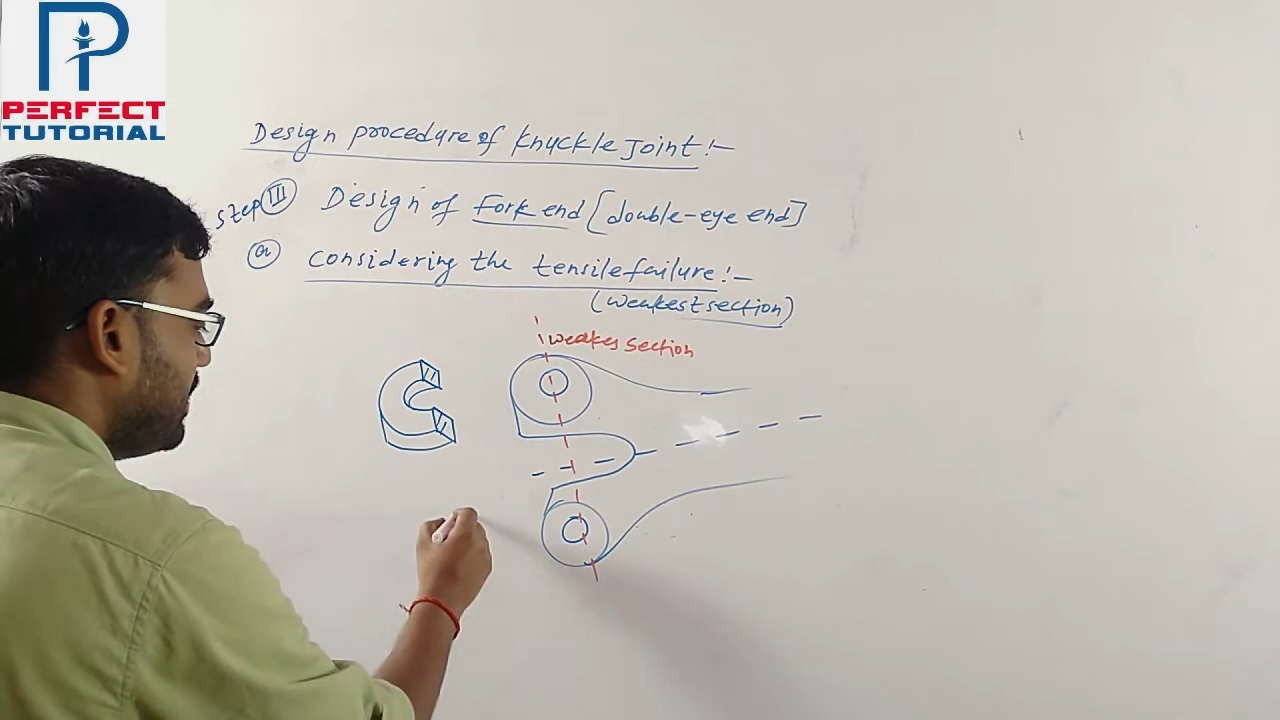 PERFECT
TUTORIAL
Design procedure of knuckle Joint:-
Step III Design of Fork end [double-eye end]
(a) considering the tensile failure:-
(weakest section)
weakes section